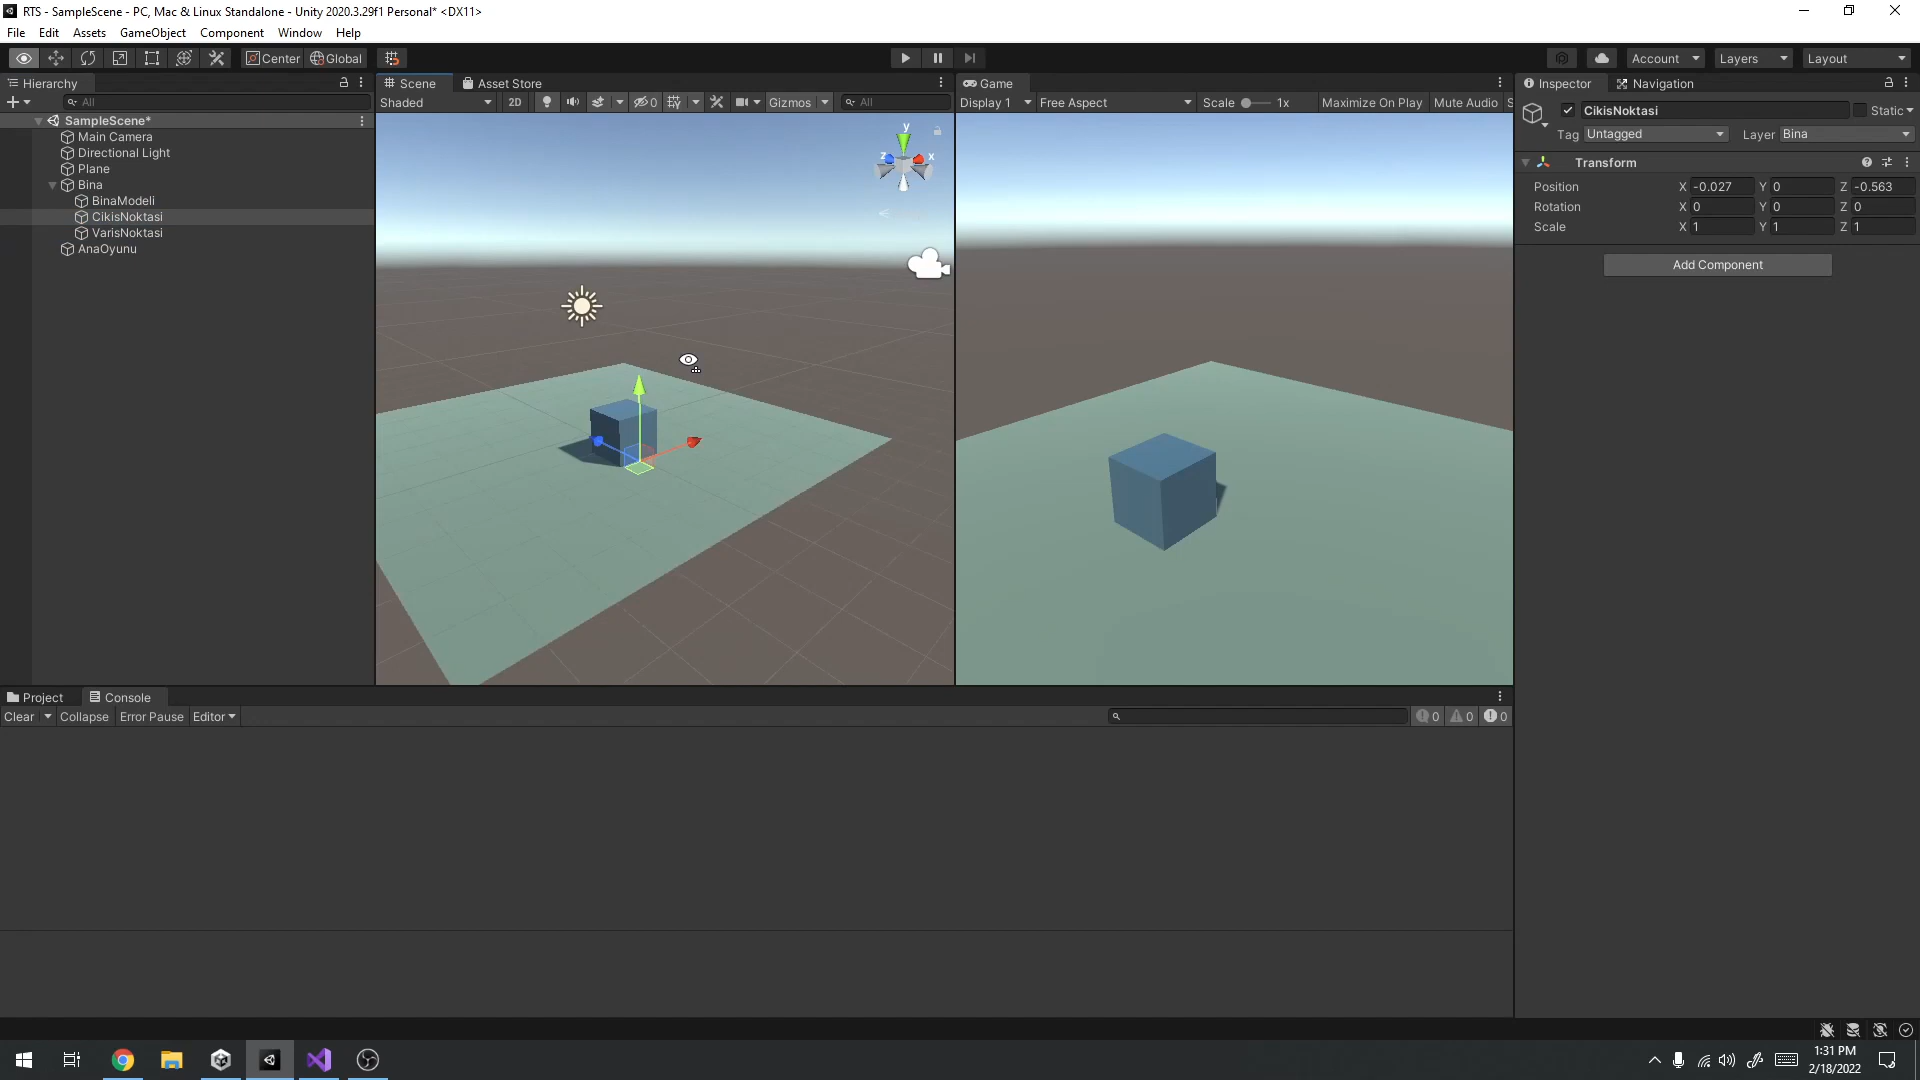 RTS - SampleScene - PC, Mac & Linux Standalone - Unity 2020.3.29f1 Personal* <DX11>
File Edit Assets GameObject Component Window Help
Center Global Account Layers Layout
Hierarchy
All
SampleScene*
Main Camera
Directional Light
Plane
Bina
BinaModeli
CikisNoktasi
VarisNoktasi
AnaOyunu
Scene Asset Store
Shaded 2D 0 Gizmos All
y
z x
Game
Display 1 Free Aspect Scale 1x Maximize On Play Mute Audio S
Inspector Navigation
CikisNoktasi Static
Tag Untagged Layer Bina
Transform
Position X -0.027 Y 0 Z -0.563
Rotation X 0 Y 0 Z 0
Scale X 1 Y 1 Z 1
Add Component
Project Console
Clear Collapse Error Pause Editor 0 0 0
1:31 PM
2/18/2022